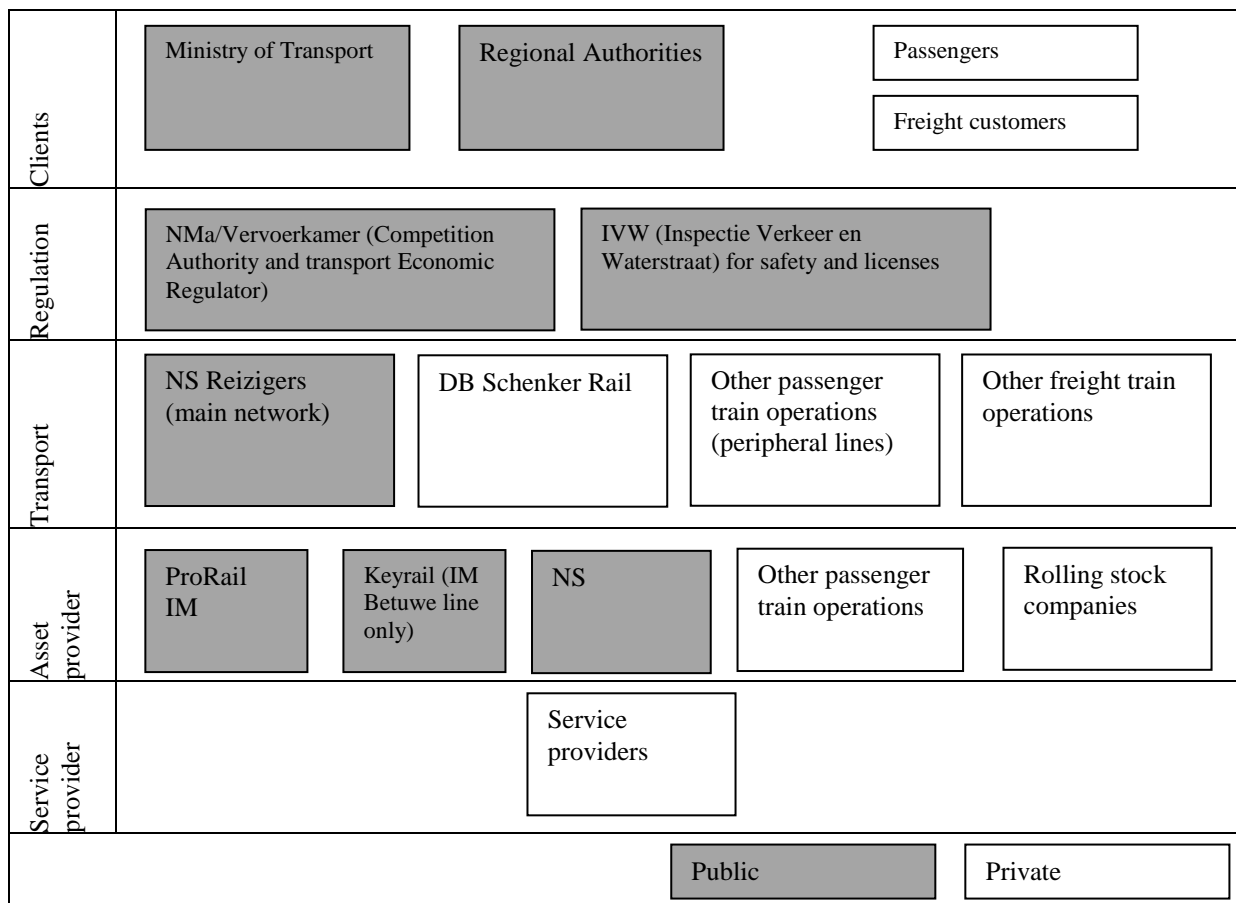 Clients
Ministry of Transport
Regional Authorities
Passengers
Freight customers
Regulation
NMa/Vervoerkamer (Competition
Authority and transport Economic
Regulator)
IVW (Inspectie Verkeer en
Waterstraat) for safety and licenses
Transport
NS Reizigers
(main network)
DB Schenker Rail
Other passenger
train operations
(peripheral lines)
Other freight train
operations
Asset
provider
ProRail
IM
Keyrail (IM
Betuwe line
only)
NS
Other passenger
train operations
Rolling stock
companies
Service
provider
Service
providers
Public
Private